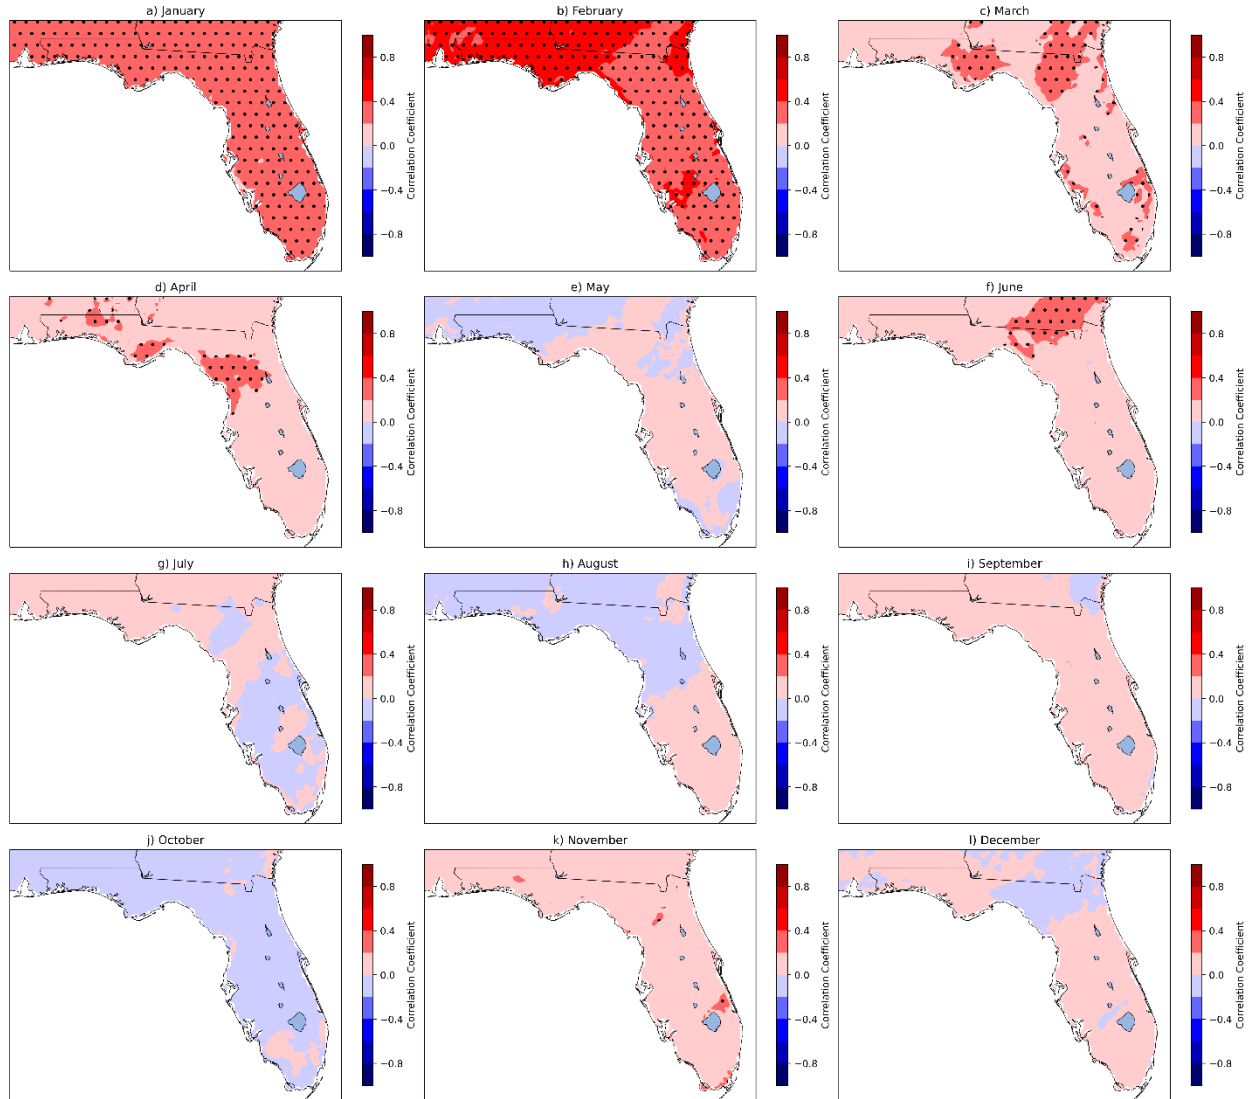 a) January
0.8
0.4
0.0
−0.4
−0.8
Correlation Coefficient
b) February
0.8
0.4
0.0
−0.4
−0.8
Correlation Coefficient
c) March
0.8
0.4
0.0
−0.4
−0.8
Correlation Coefficient
d) April
0.8
0.4
0.0
−0.4
−0.8
Correlation Coefficient
e) May
0.8
0.4
0.0
−0.4
−0.8
Correlation Coefficient
f) June
0.8
0.4
0.0
−0.4
−0.8
Correlation Coefficient
g) July
0.8
0.4
0.0
−0.4
−0.8
Correlation Coefficient
h) August
0.8
0.4
0.0
−0.4
−0.8
Correlation Coefficient
i) September
0.8
0.4
0.0
−0.4
−0.8
Correlation Coefficient
j) October
0.8
0.4
0.0
−0.4
−0.8
Correlation Coefficient
k) November
0.8
0.4
0.0
−0.4
−0.8
Correlation Coefficient
l) December
0.8
0.4
0.0
−0.4
−0.8
Correlation Coefficient